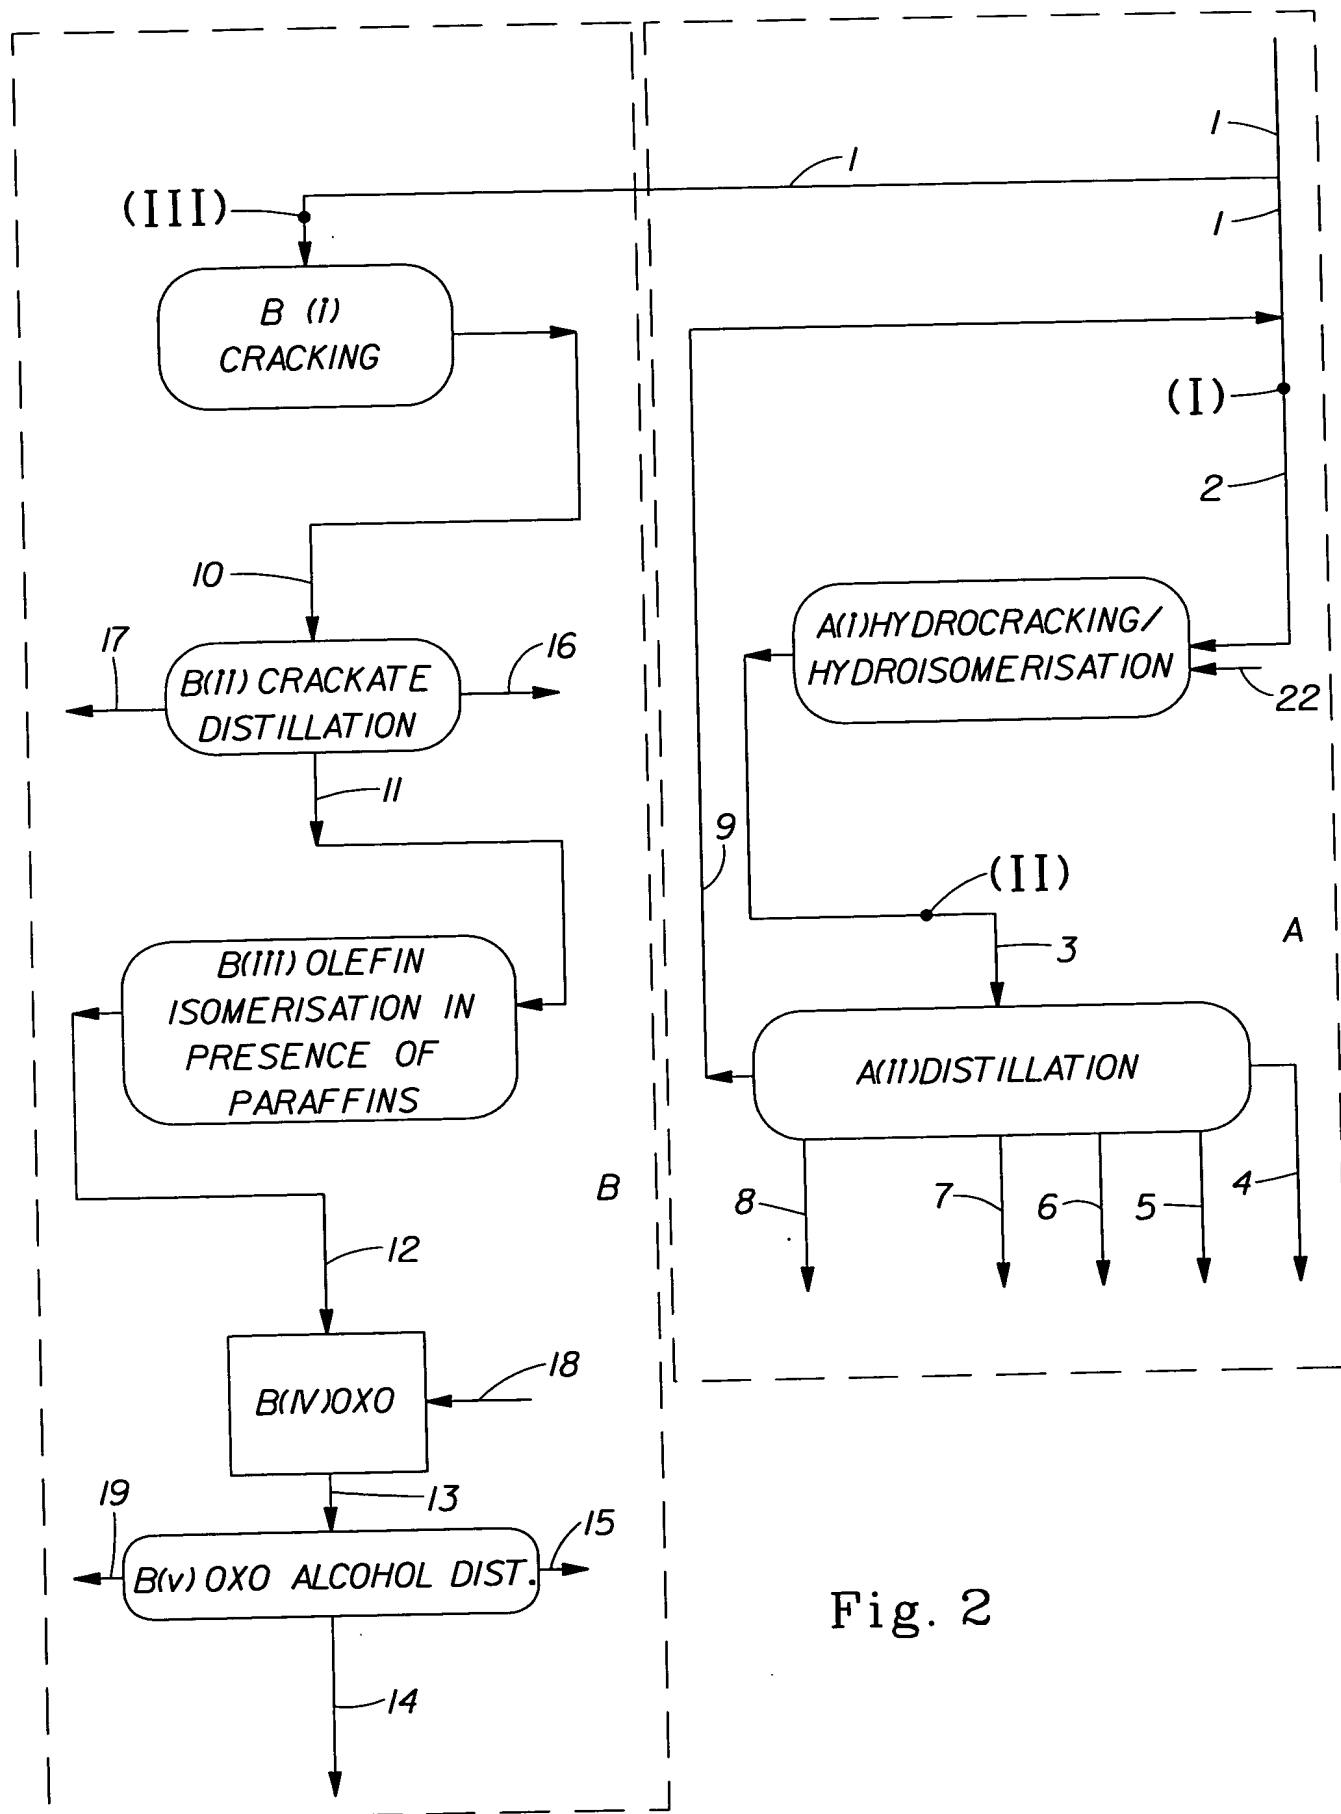 1
1
(III)
1
B (i)
CRACKING
(I)
2
10
A(i) HYDROCRACKING/
HYDROISOMERISATION
22
17
16
B(ii) CRACKATE
DISTILLATION
11
9
(II)
3
A
B(iii) OLEFIN
ISOMERISATION IN
PRESENCE OF
PARAFFINS
A(ii) DISTILLATION
B
8
7
6
5
4
12
18
B(IV) OXO
13
19
15
B(v) OXO ALCOHOL DIST.
14
Fig. 2